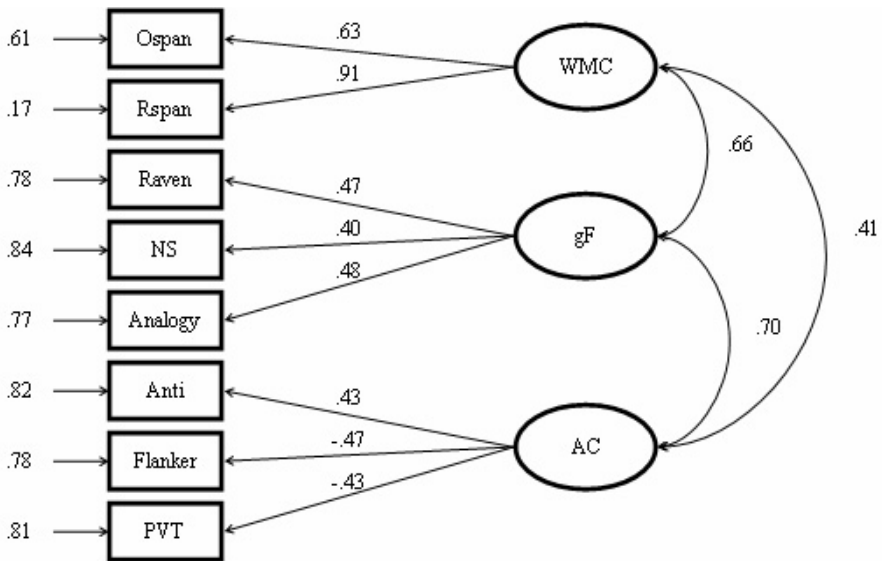 .61 Ospan .63 WMC
.91
.17 Rspan
.66
.78 Raven .47
.40
.84 NS gF .41
.48
.77 Analogy
.70
.82 Anti .43
-.47 AC
.78 Flanker
-.43
.81 PVT